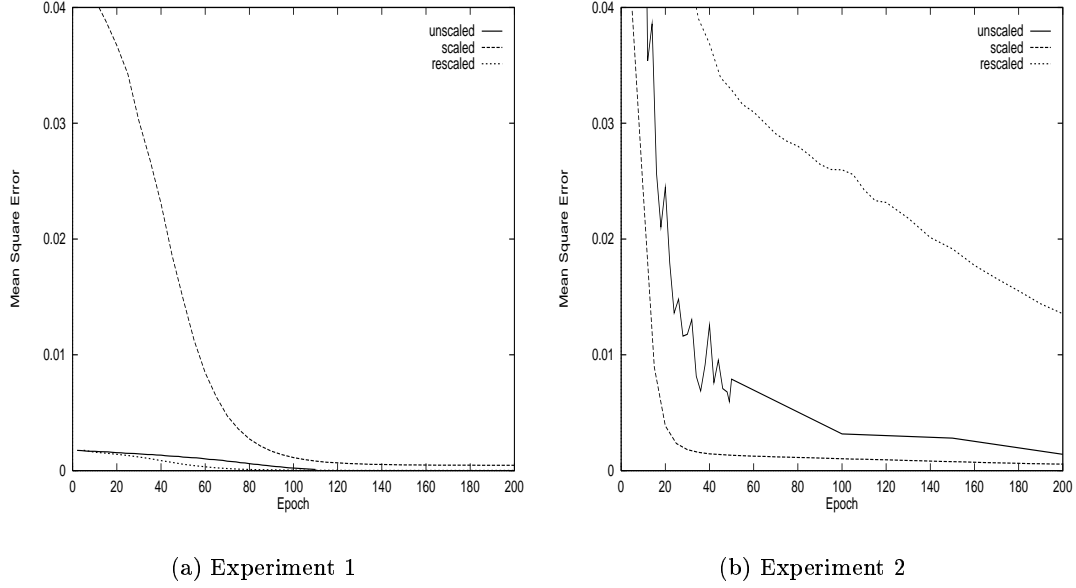 0.04
0.03
0.02
0.01
0
Mean Square Error
0 20 40 60 80 100 120 140 160 180 200
Epoch
unscaled
scaled
rescaled
(a) Experiment 1
0.04
0.03
0.02
0.01
0
Mean Square Error
0 20 40 60 80 100 120 140 160 180 200
Epoch
unscaled
scaled
rescaled
(b) Experiment 2